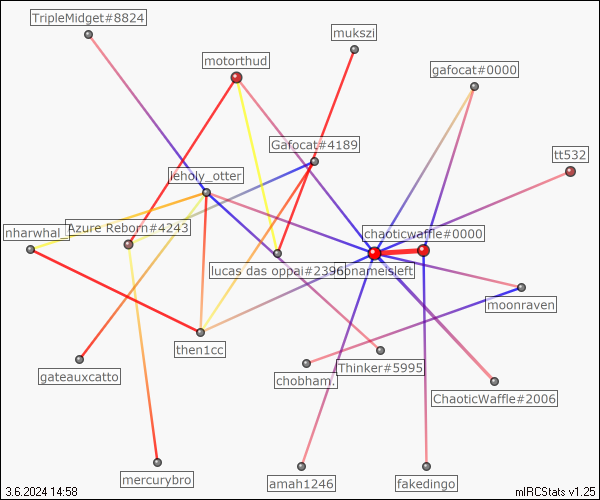 TripleMidget#8824
mukszi
motorthud
gafocat#0000
Gafocat#4189
tt532
leholy_otter
nharwhal_
Azure Reborn#4243
chaoticwaffle#0000
lucas das oppai#2396
nameisleft
moonraven
then1cc
gateauxcatto
chobham.
Thinker#5995
ChaoticWaffle#2006
mercurybro
amah1246
fakedingo
3.6.2024 14:58
mIRCStats v1.25